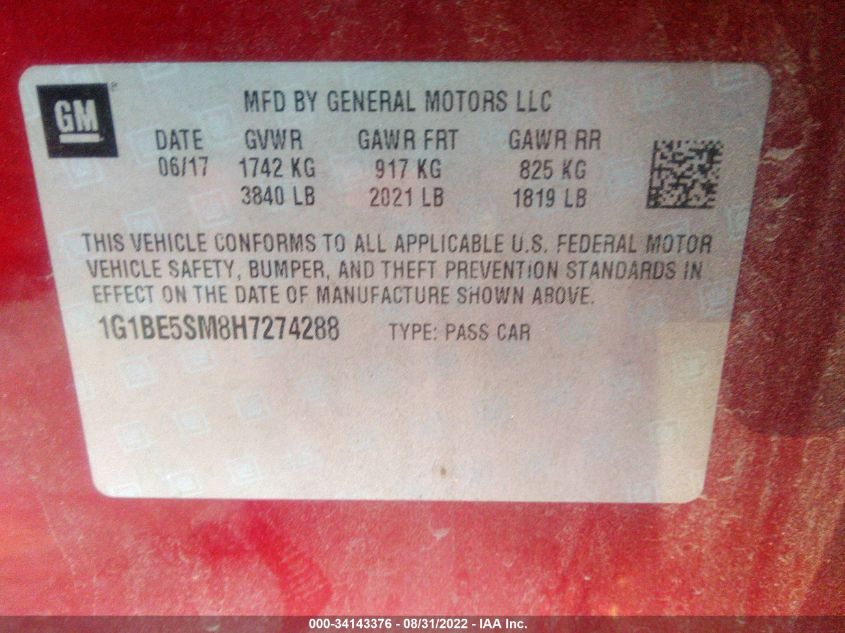 GM ®
MFD BY GENERAL MOTORS LLC
DATE GVWR GAWR FRT GAWR RR
06/17 1742 KG 917 KG 825 KG
3840 LB 2021 LB 1819 LB
THIS VEHICLE CONFORMS TO ALL APPLICABLE U.S. FEDERAL MOTOR
VEHICLE SAFETY, BUMPER, AND THEFT PREVENTION STANDARDS IN
EFFECT ON THE DATE OF MANUFACTURE SHOWN ABOVE.
1G1BE5SM8H7274288 TYPE: PASS CAR
000-34143376 - 08/31/2022 - IAA Inc.